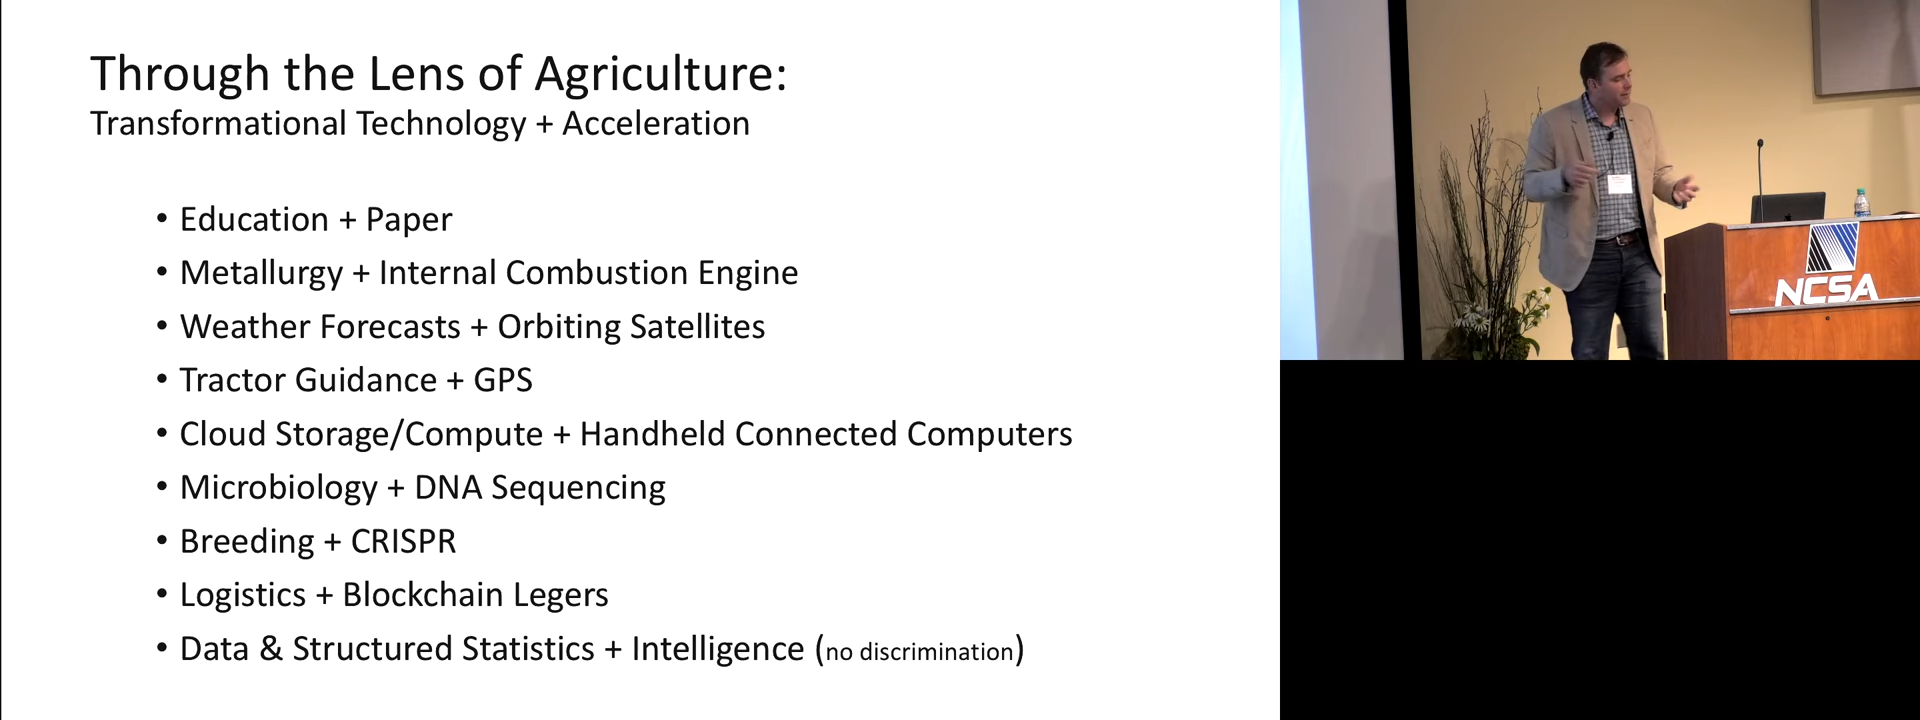 Through the Lens of Agriculture:
Transformational Technology + Acceleration
• Education + Paper
• Metallurgy + Internal Combustion Engine
• Weather Forecasts + Orbiting Satellites
• Tractor Guidance + GPS
• Cloud Storage/Compute + Handheld Connected Computers
• Microbiology + DNA Sequencing
• Breeding + CRISPR
• Logistics + Blockchain Legers
• Data & Structured Statistics + Intelligence (no discrimination)
NCSA